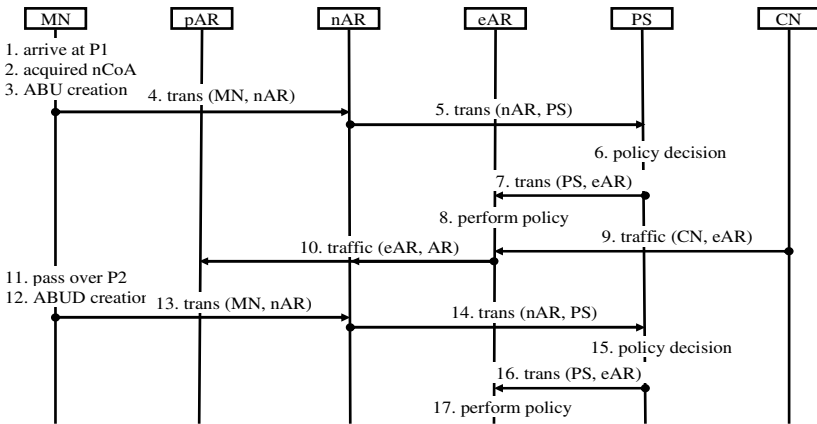 MN pAR nAR eAR PS CN
1. arrive at P1
2. acquired nCoA
3. ABU creation
4. trans (MN, nAR)
5. trans (nAR, PS)
6. policy decision
7. trans (PS, eAR)
8. perform policy
9. traffic (CN, eAR)
10. traffic (eAR, AR)
11. pass over P2
12. ABUD creation
13. trans (MN, nAR)
14. trans (nAR, PS)
15. policy decision
16. trans (PS, eAR)
17. perform policy